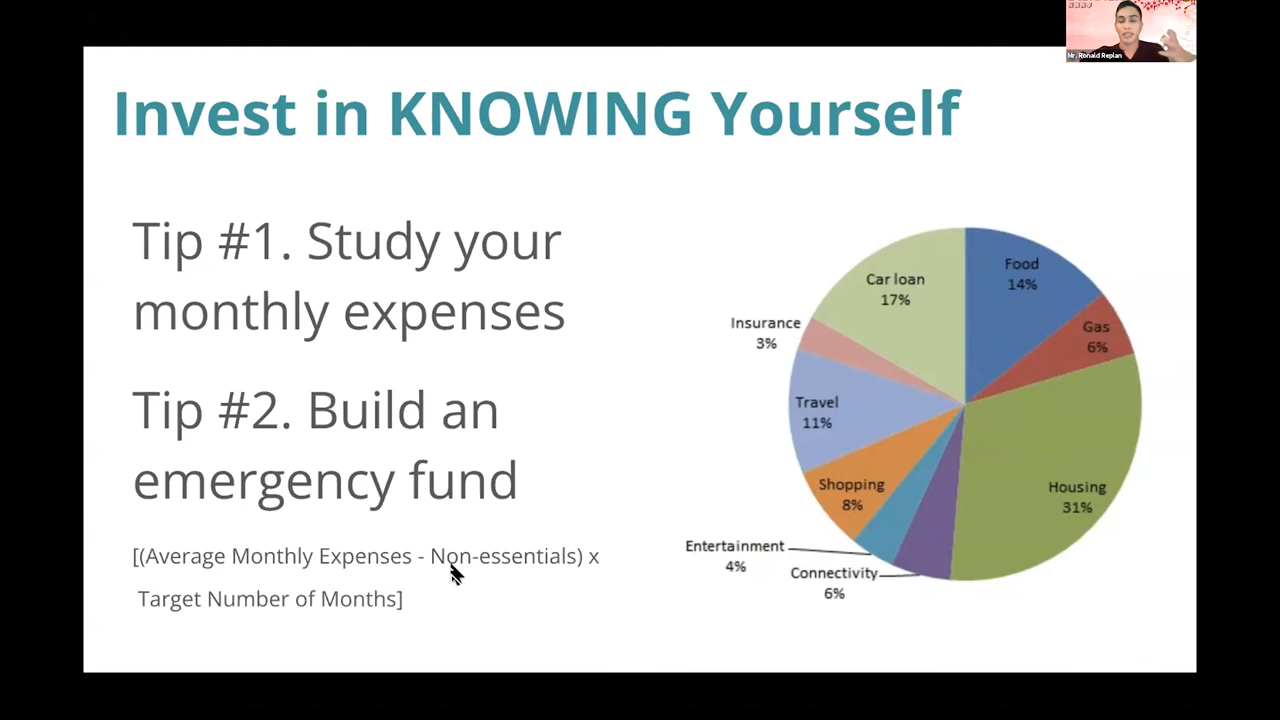 Mr. Ronald Replan
Invest in KNOWING Yourself
Tip #1. Study your
monthly expenses
Tip #2. Build an
emergency fund
[(Average Monthly Expenses - Non-essentials) x
Target Number of Months]
Food
14%
Gas
6%
Housing
31%
Connectivity
6%
Entertainment
4%
Shopping
8%
Travel
11%
Insurance
3%
Car loan
17%